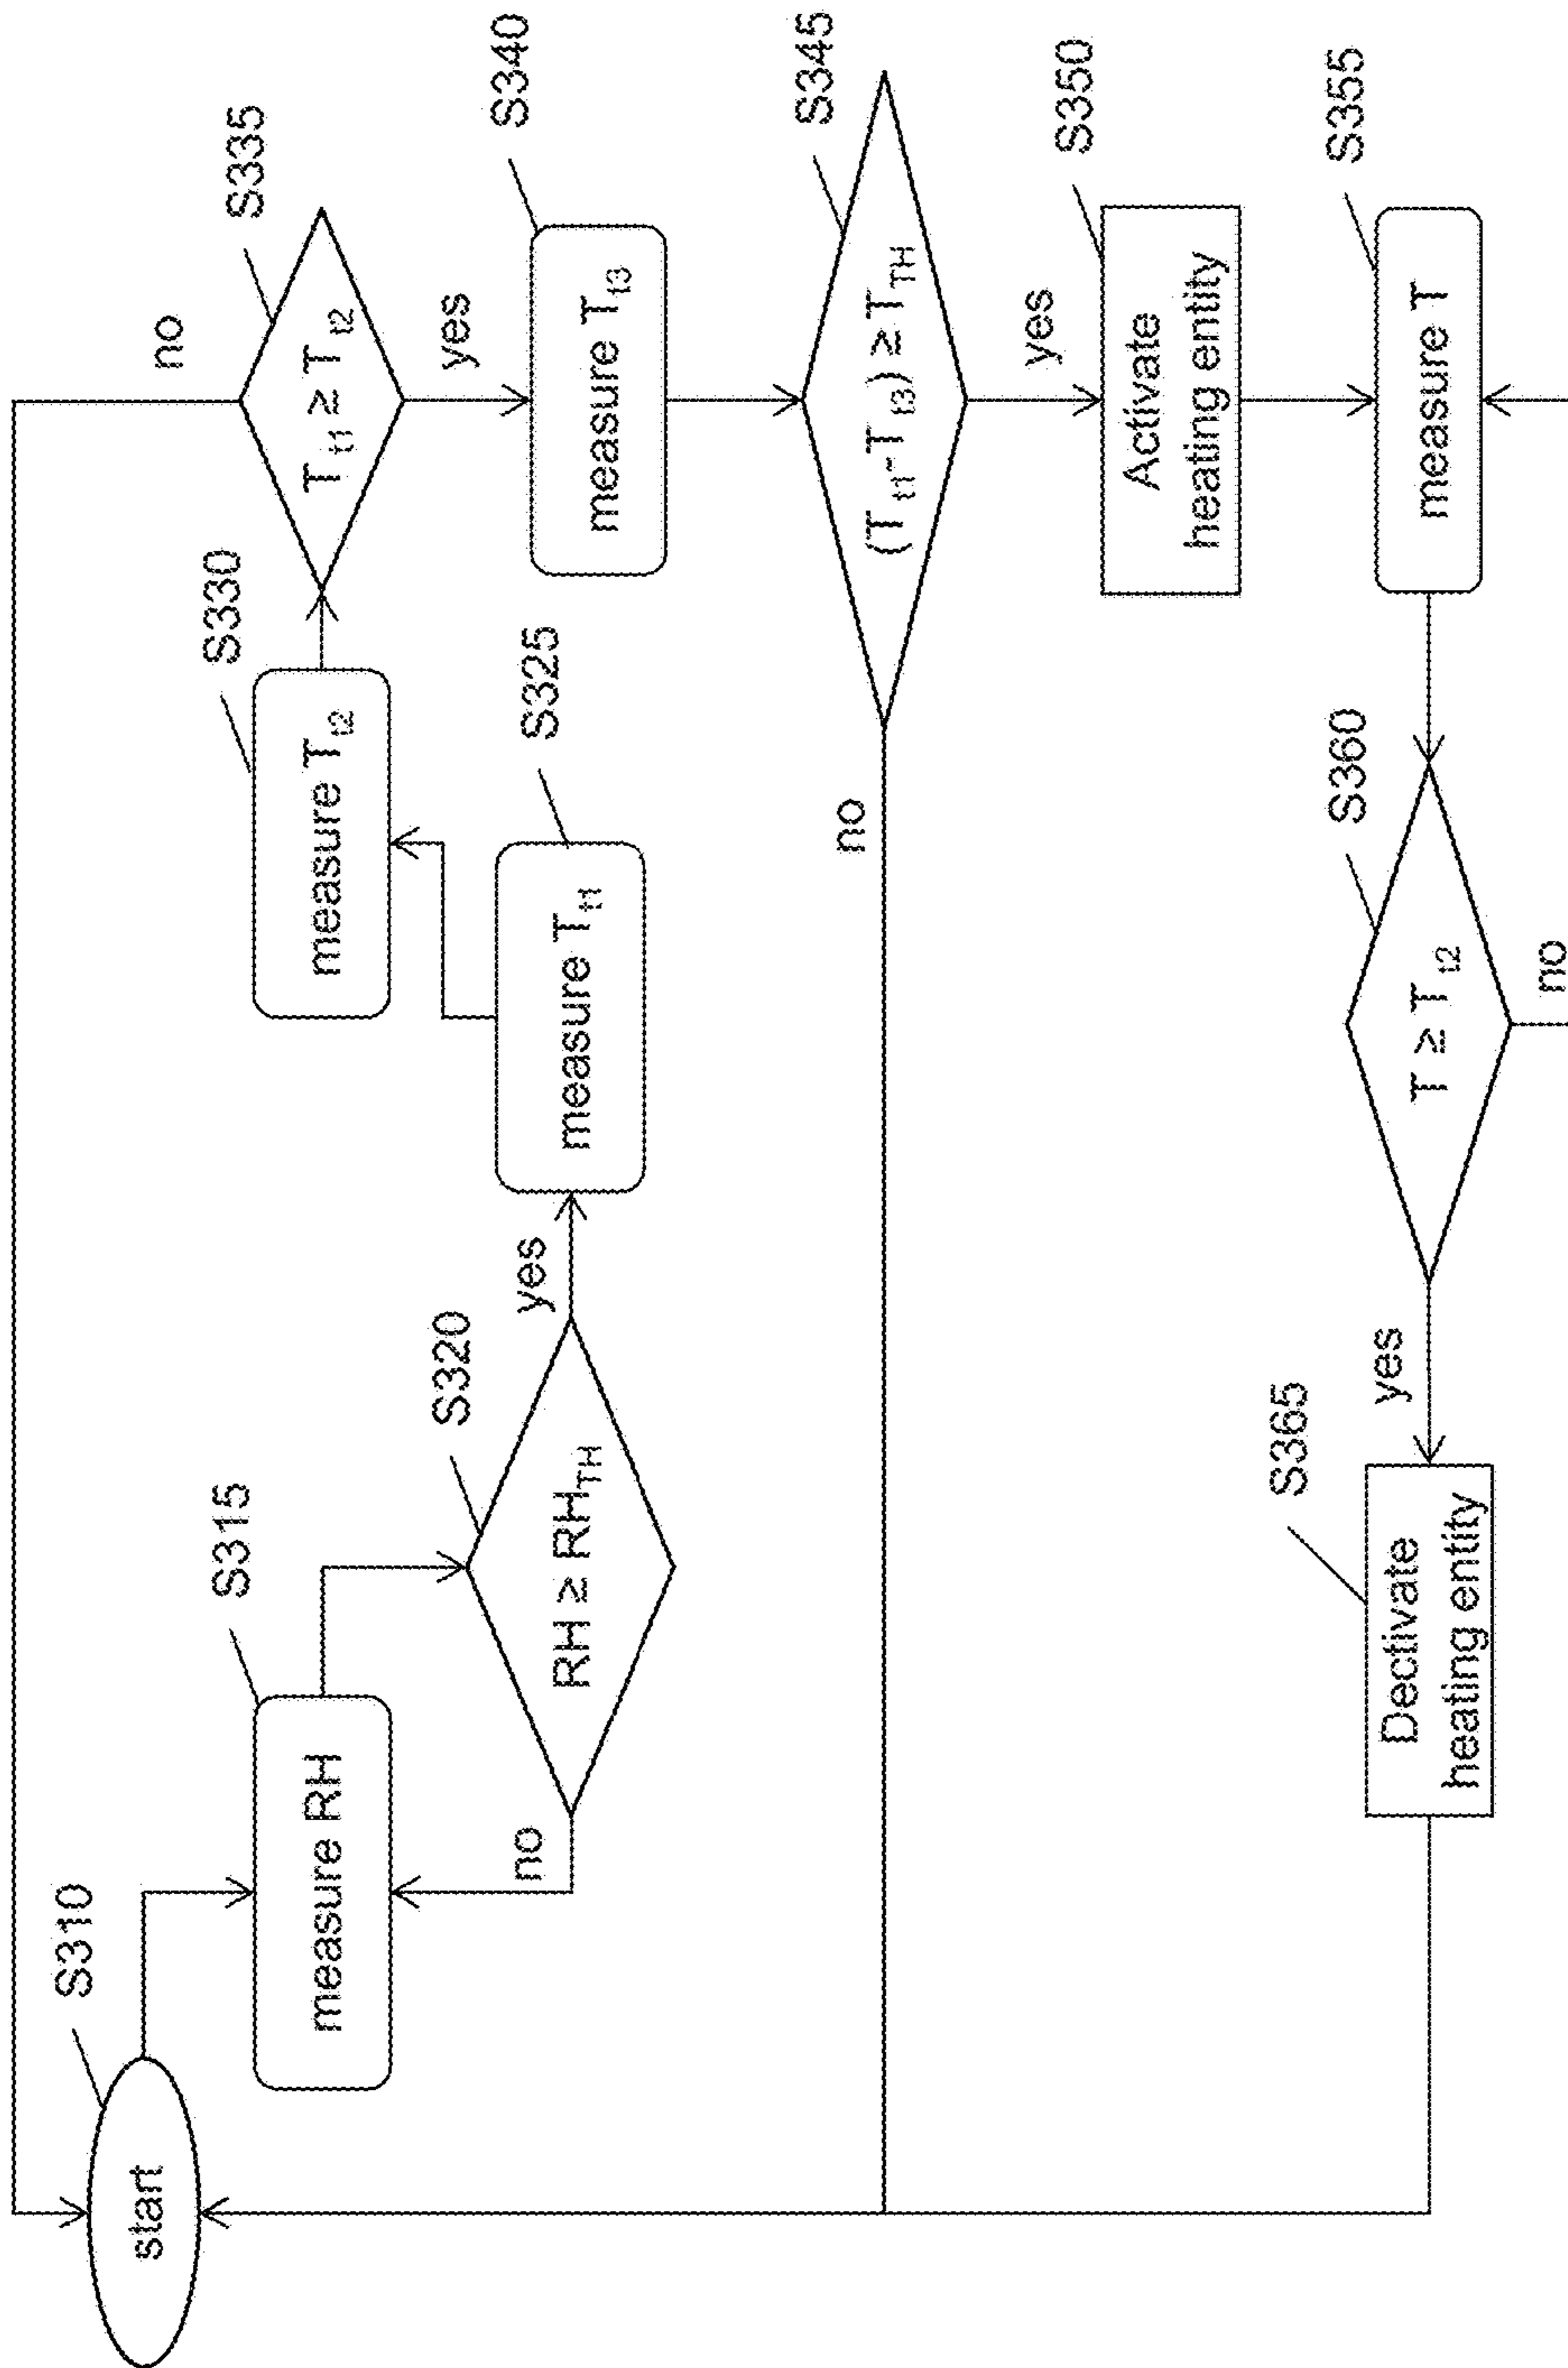 S310
start
S315
measure RH
S320
RH ≥ RH_TH
no
yes
S325
measure T_t1
S330
measure T_t2
S335
T_t1 ≥ T_t2
no
yes
S340
measure T_t3
S345
(T_t1-T_t3) ≥ T_TH
no
yes
S350
Activate
heating entity
S355
measure T
S360
T ≥ T_t2
no
yes
S365
Dectivate
heating entity